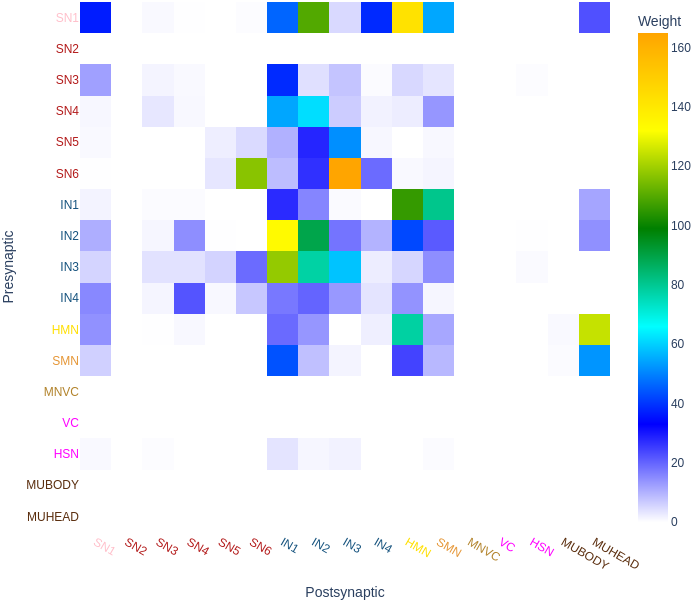 Weight
SN1
SN2
SN3
SN4
SN5
SN6
IN1
IN2
IN3
IN4
HMN
SMN
MNVC
VC
HSN
MUBODY
MUHEAD
Presynaptic
160
140
120
100
80
60
40
20
0
SN1 SN2 SN3 SN4 SN5 SN6 IN1 IN2 IN3 IN4 HMN SMN MNVC VC HSN MUBODY MUHEAD
Postsynaptic